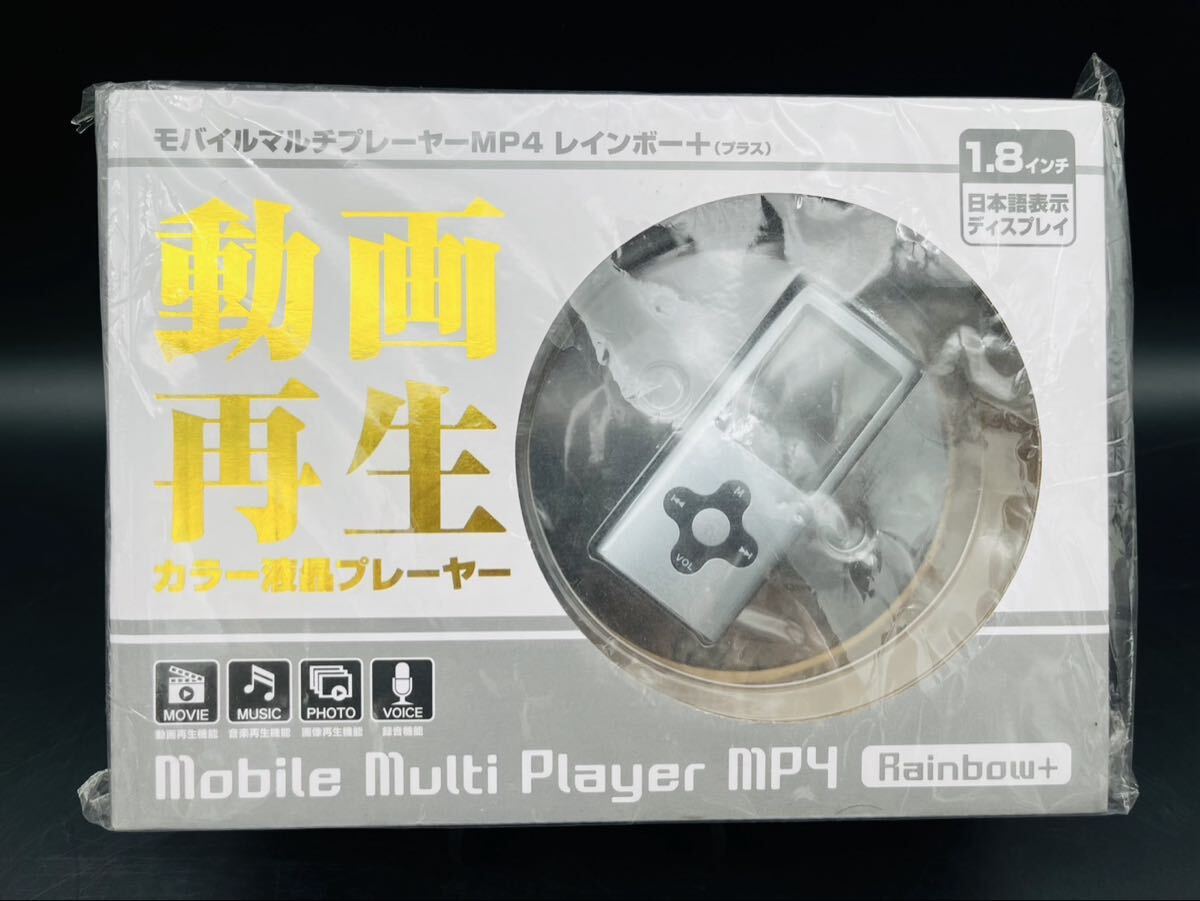 モバイルマルチプレーヤーMP4 レインボー＋(プラス)
1.8インチ
日本語表示
ディスプレイ
動画
再生
カラー液晶プレーヤー
M
VOL
MOVIE
動画再生機能
MUSIC
音楽再生機能
PHOTO
画像再生機能
VOICE
録音機能
Mobile Multi Player MP4 Rainbow+